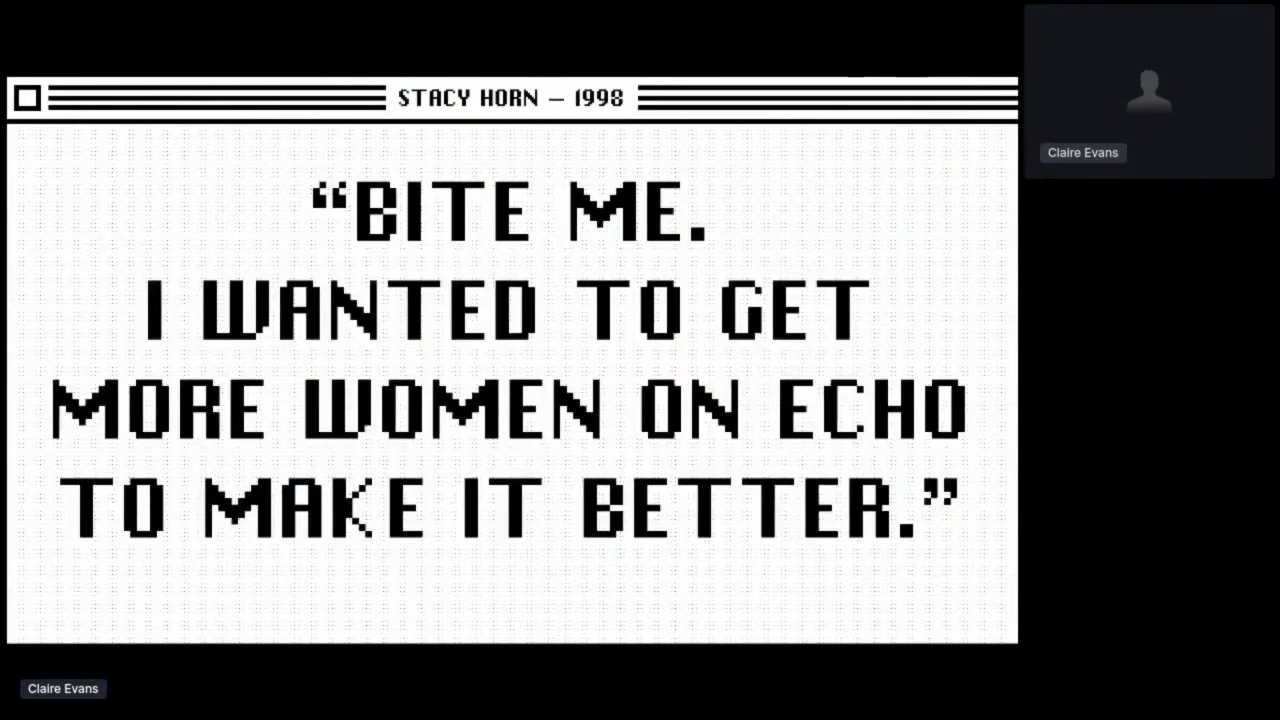 STACY HORN — 1998
“BITE ME.
I WANTED TO GET
MORE WOMEN ON ECHO
TO MAKE IT BETTER.”
Claire Evans
Claire Evans